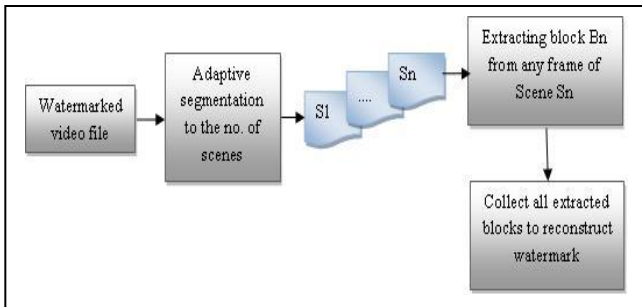 Watermarked
video file
Adaptive
segmentation
to the no. of
scenes
S1
....
Sn
Extracting block Bn
from any frame of
Scene Sn
Collect all extracted
blocks to reconstruct
watermark